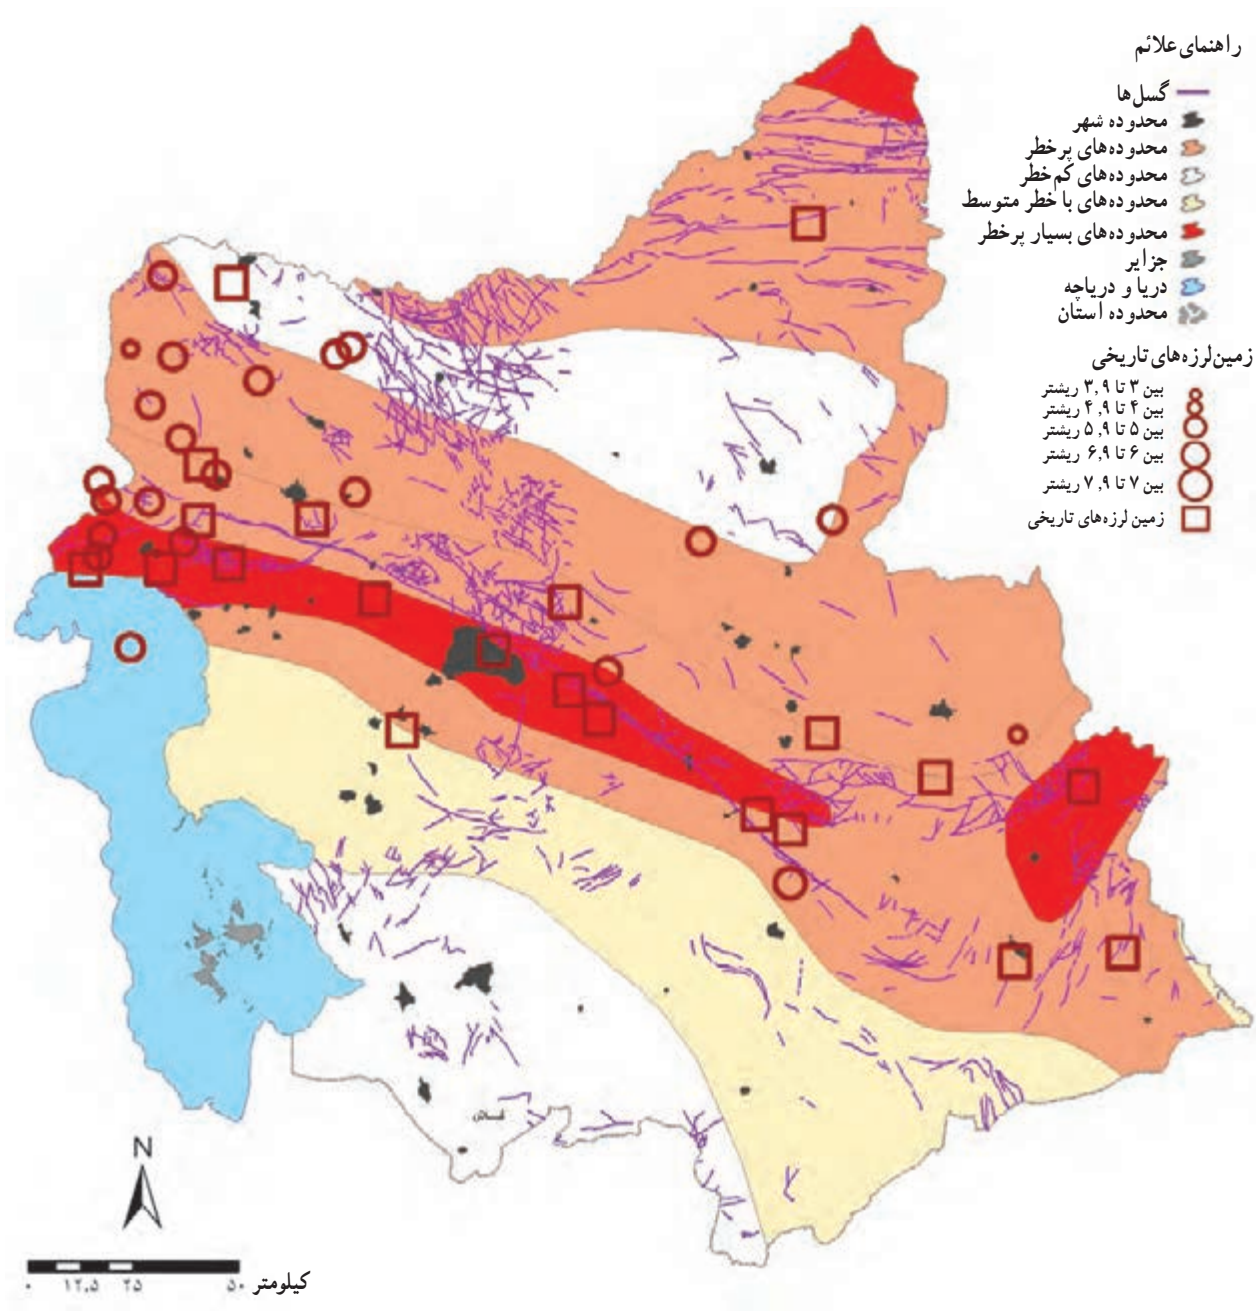 راهنمای علائم
گسل‌ها
محدوده شهر
محدوده‌های پرخطر
محدوده‌های کم خطر
محدوده‌های با خطر متوسط
محدوده‌های بسیار پرخطر
جزایر
دریا و دریاچه
محدوده استان
زمین‌لرزه‌های تاریخی
بین ۳ تا ۳٫۹ ریشتر
بین ۴ تا ۴٫۹ ریشتر
بین ۵ تا ۵٫۹ ریشتر
بین ۶ تا ۶٫۹ ریشتر
بین ۷ تا ۷٫۹ ریشتر
زمین لرزه‌های تاریخی
N
۰ ۱۲٫۵ ۲۵ ۵۰ کیلومتر